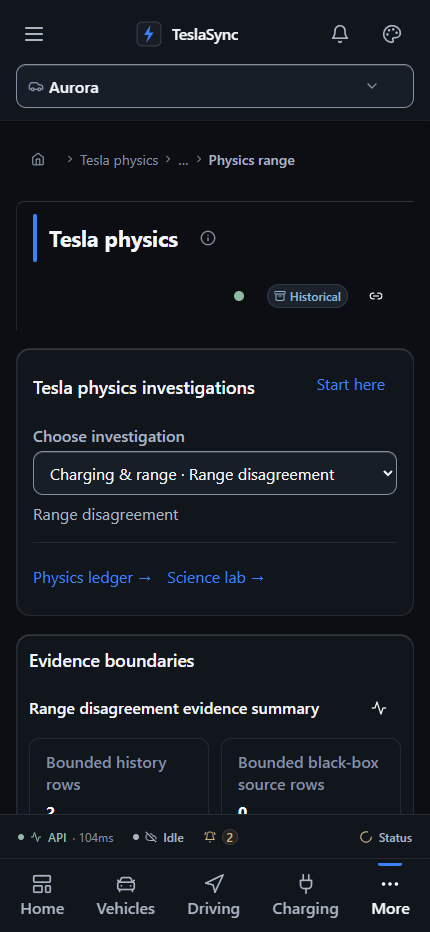 TeslaSync
Aurora
Tesla physics
...
Physics range
Tesla physics
Historical
Tesla physics investigations
Start here
Choose investigation
Charging & range · Range disagreement
Range disagreement
Physics ledger →
Science lab →
Evidence boundaries
Range disagreement evidence summary
Bounded history
rows
Bounded black-box
source rows
API · 104ms
Idle
2
Status
Home
Vehicles
Driving
Charging
More